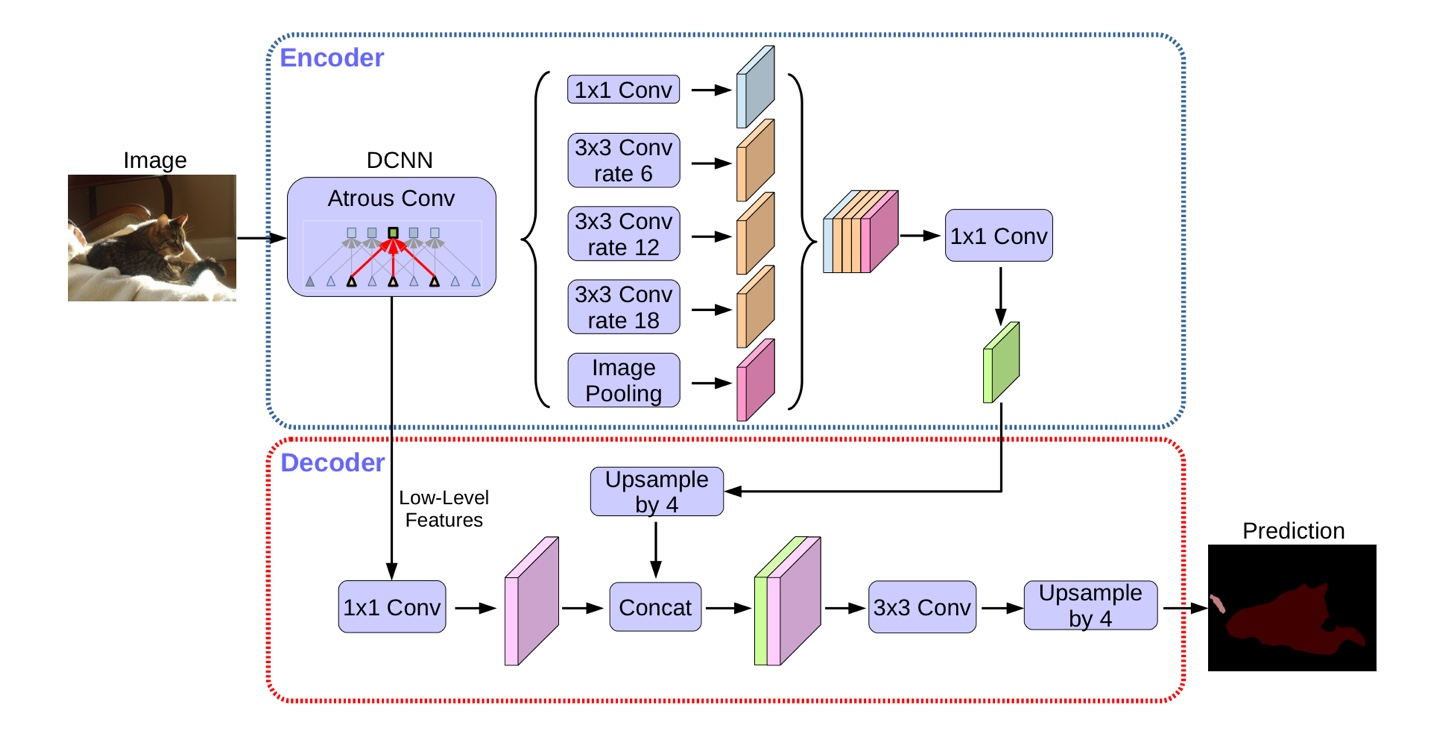 Encoder
Image
DCNN
Atrous Conv
1x1 Conv
3x3 Conv
rate 6
3x3 Conv
rate 12
3x3 Conv
rate 18
Image
Pooling
1x1 Conv
Decoder
Low-Level
Features
Upsample
by 4
1x1 Conv
Concat
3x3 Conv
Upsample
by 4
Prediction